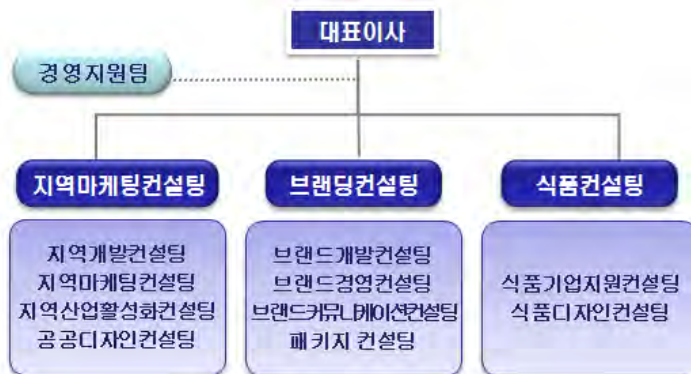 대표이사
경영지원팀
지역마케팅컨설팅
브랜딩컨설팅
식품컨설팅
지역개발컨설팅
지역마케팅컨설팅
지역산업활성화컨설팅
공공디자인컨설팅
브랜드개발컨설팅
브랜드경영컨설팅
브랜드커뮤니케이션컨설팅
패키지 컨설팅
식품기업지원컨설팅
식품디자인컨설팅